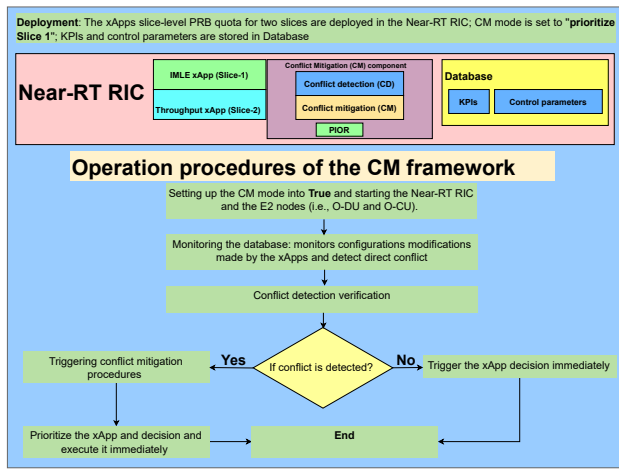 Deployment: The xApps slice-level PRB quota for two slices are deployed in the Near-RT RIC; CM mode is set to "prioritize
Slice 1"; KPIs and control parameters are stored in Database
Near-RT RIC
IMLE xApp (Slice-1)
Throughput xApp (Slice-2)
Conflict Mitigation (CM) component
Conflict detection (CD)
Conflict mitigation (CM)
PIOR
Database
KPIs
Control parameters
Operation procedures of the CM framework
Setting up the CM mode into True and starting the Near-RT RIC
and the E2 nodes (i.e., O-DU and O-CU).
Monitoring the database: monitors configurations modifications
made by the xApps and detect direct conflict
Conflict detection verification
If conflict is detected?
Yes
No
Triggering conflict mitigation
procedures
Trigger the xApp decision immediately
Prioritize the xApp and decision and
execute it immediately
End